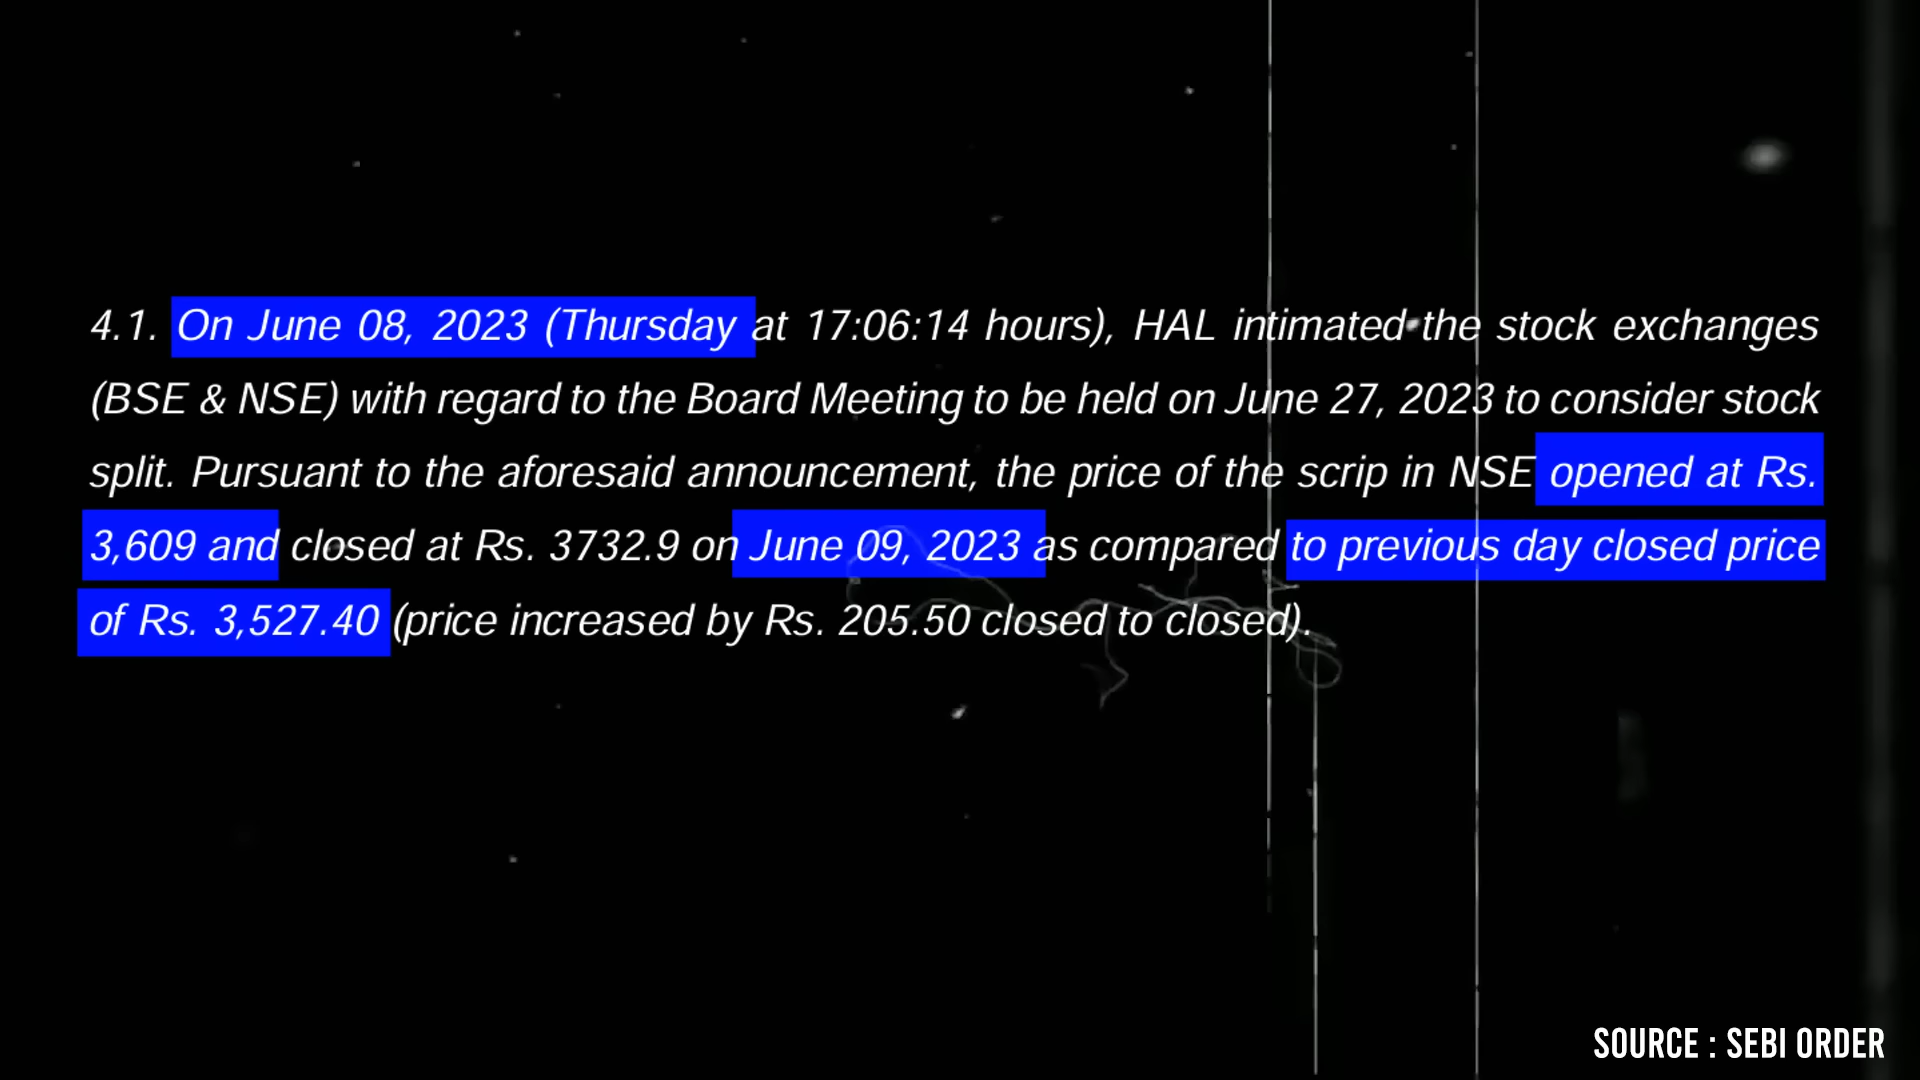 4.1. On June 08, 2023 (Thursday at 17:06:14 hours), HAL intimated the stock exchanges
(BSE & NSE) with regard to the Board Meeting to be held on June 27, 2023 to consider stock
split. Pursuant to the aforesaid announcement, the price of the scrip in NSE opened at Rs.
3,609 and closed at Rs. 3732.9 on June 09, 2023 as compared to previous day closed price
of Rs. 3,527.40 (price increased by Rs. 205.50 closed to closed).
SOURCE : SEBI ORDER